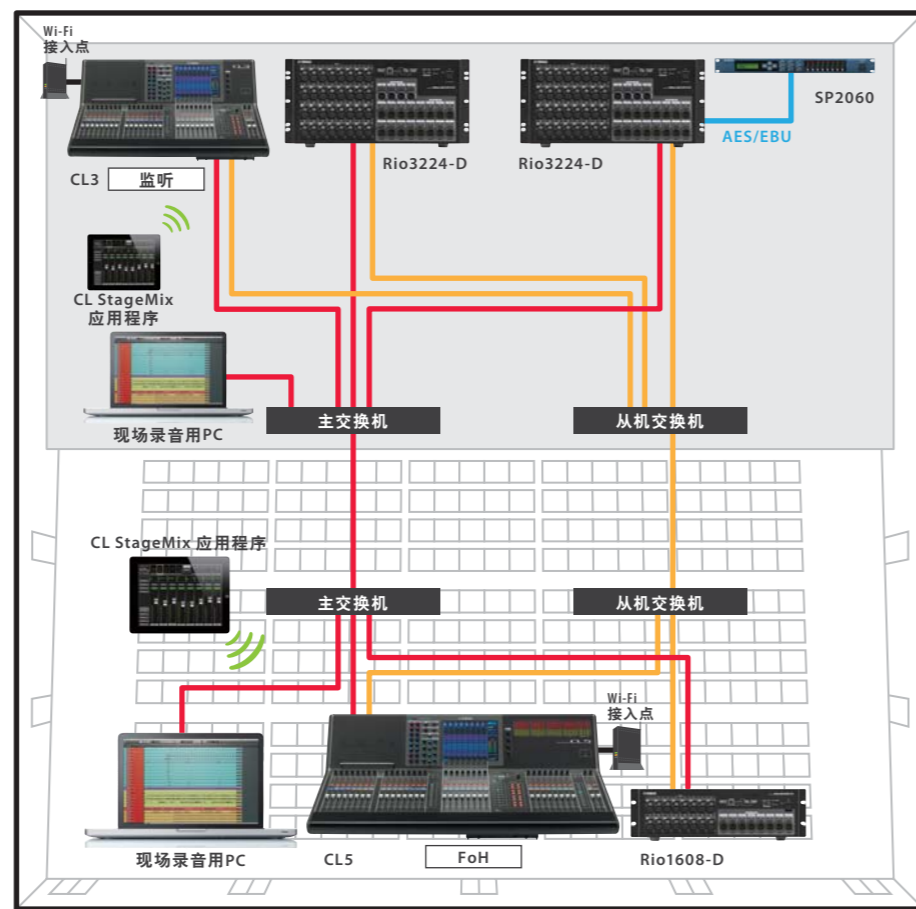 Wi-Fi
接入点
SP2060
AES/EBU
CL3
监听
Rio3224-D
Rio3224-D
CL StageMix
应用程序
现场录音用PC
主交换机
从机交换机
CL StageMix 应用程序
主交换机
从机交换机
Wi-Fi
接入点
现场录音用PC
CL5
FoH
Rio1608-D